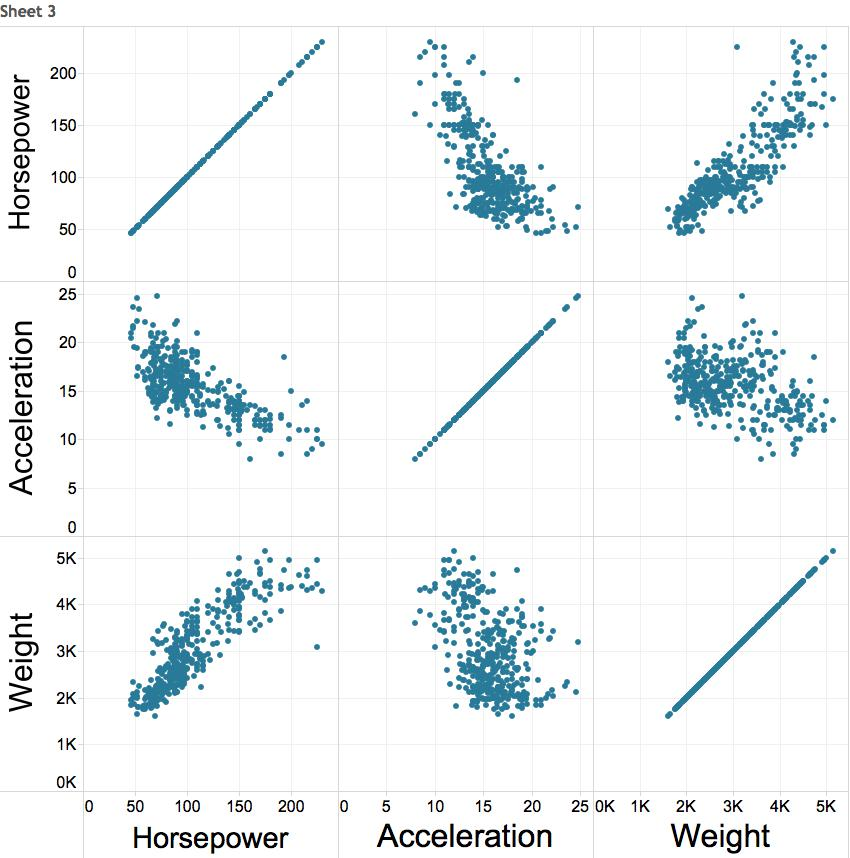 Sheet 3
Horsepower
200
150
100
50
0
Acceleration
25
20
15
10
5
0
Weight
5K
4K
3K
2K
1K
0K
0 50 100 150 200 0 5 10 15 20 25 0K 1K 2K 3K 4K 5K
Horsepower Acceleration Weight